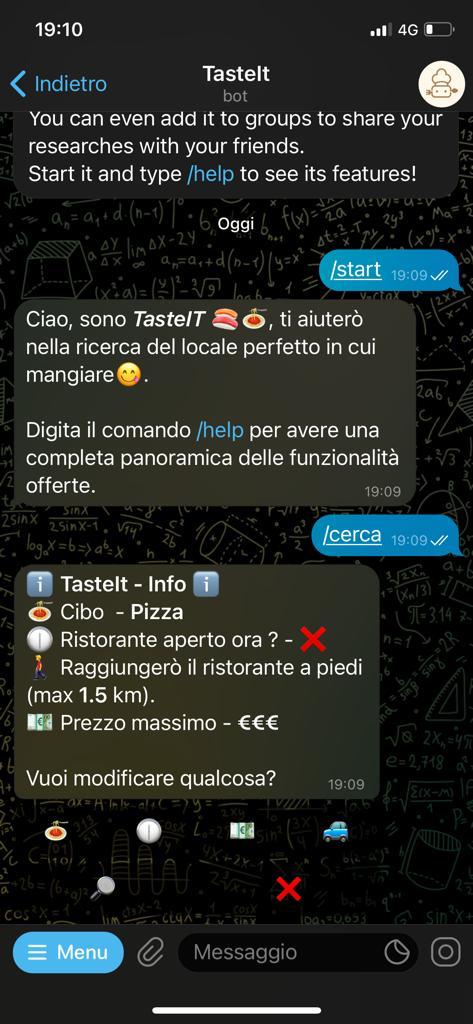 19:10
4G
Indietro
TasteIt
bot
You can even add it to groups to share your
researches with your friends.
Start it and type /help to see its features!
Oggi
/start 19:09
Ciao, sono TasteIT 🍣🍝, ti aiuterò
nella ricerca del locale perfetto in cui
mangiare😋.
Digita il comando /help per avere una
completa panoramica delle funzionalità
offerte.
19:09
/cerca 19:09
ℹ️ TasteIt - Info ℹ️
🍝 Cibo - Pizza
🕛 Ristorante aperto ora ? - ❌
🚶 Raggiungerò il ristorante a piedi
(max 1.5 km).
💶 Prezzo massimo - €€€
Vuoi modificare qualcosa?
19:09
Menu
Messaggio